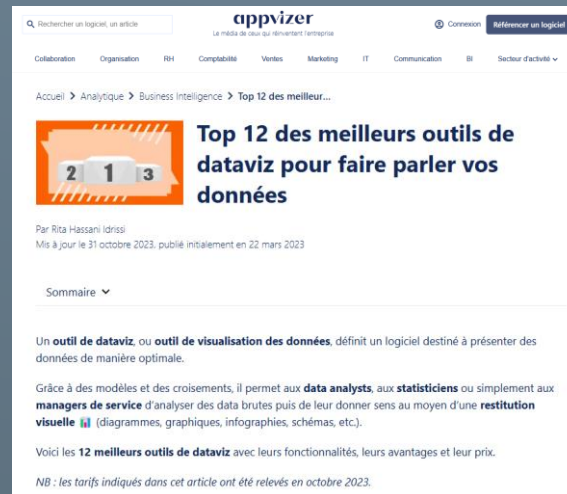 Rechercher un logiciel, un article
appvizer
Le média de ceux qui réinventent l'entreprise
Connexion
Référencer un logiciel
Collaboration Organisation RH Comptabilité Ventes Marketing IT Communication BI Secteur d'activité
Accueil > Analytique > Business Intelligence > Top 12 des meilleur...
2 1 3
Top 12 des meilleurs outils de
dataviz pour faire parler vos
données
Par Rita Hassani Idrissi
Mis à jour le 31 octobre 2023, publié initialement en 22 mars 2023
Sommaire
Un outil de dataviz, ou outil de visualisation des données, définit un logiciel destiné à présenter des
données de manière optimale.
Grâce à des modèles et des croisements, il permet aux data analysts, aux statisticiens ou simplement aux
managers de service d'analyser des data brutes puis de leur donner sens au moyen d'une restitution
visuelle 📊 (diagrammes, graphiques, infographies, schémas, etc.).
Voici les 12 meilleurs outils de dataviz avec leurs fonctionnalités, leurs avantages et leur prix.
NB : les tarifs indiqués dans cet article ont été relevés en octobre 2023.